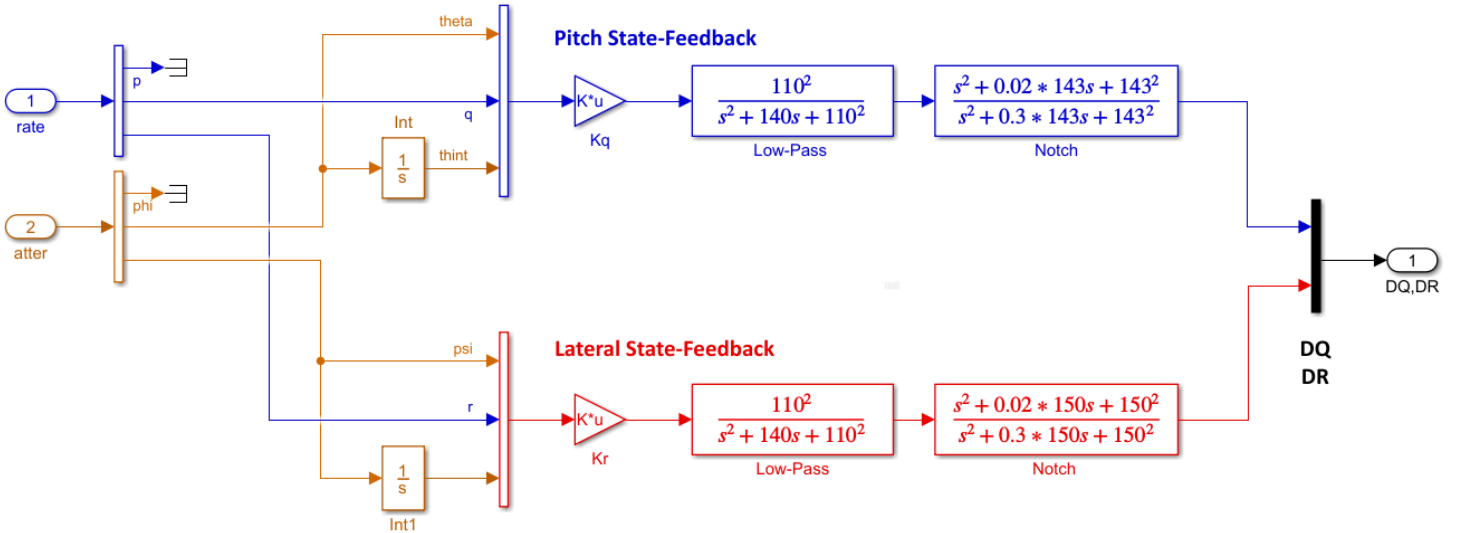 theta
Pitch State-Feedback
p
1
rate
q
K*u
Kq
110²
s² + 140s + 110²
Low-Pass
s² + 0.02 * 143s + 143²
s² + 0.3 * 143s + 143²
Notch
Int
1
s
thint
phi
2
atter
1
DQ,DR
psi
Lateral State-Feedback
DQ
DR
r
K*u
Kr
110²
s² + 140s + 110²
Low-Pass
s² + 0.02 * 150s + 150²
s² + 0.3 * 150s + 150²
Notch
1
s
Int1